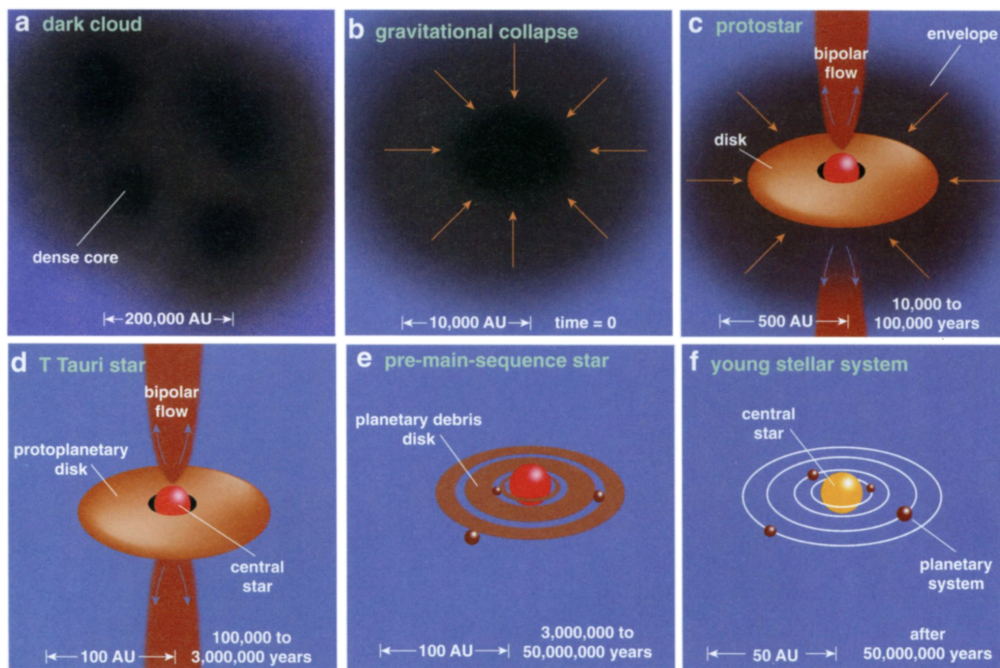 a dark cloud
dense core
200,000 AU
b gravitational collapse
10,000 AU
time = 0
c protostar
bipolar
flow
envelope
disk
500 AU
10,000 to
100,000 years
d T Tauri star
bipolar
flow
protoplanetary
disk
central
star
100 AU
100,000 to
3,000,000 years
e pre-main-sequence star
planetary debris
disk
100 AU
3,000,000 to
50,000,000 years
f young stellar system
central
star
planetary
system
50 AU
after
50,000,000 years